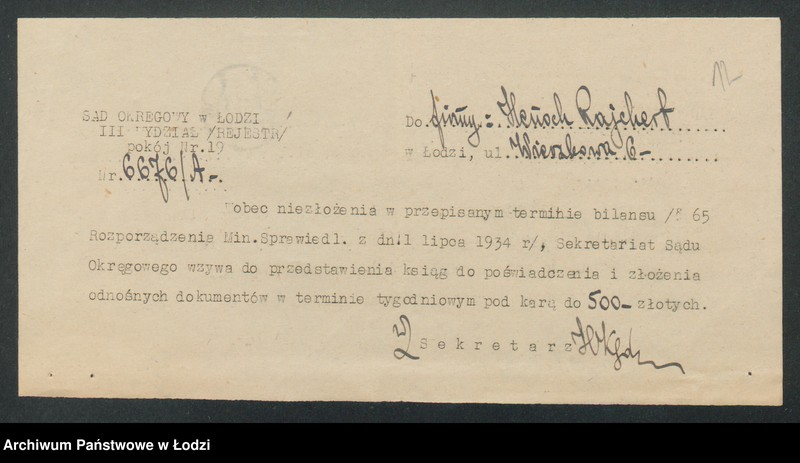 12
SĄD OKRĘGOWY w ŁODZI
III WYDZIAŁ /REJESTR/
pokój Nr.19
Nr. 6676/A-.
Do firmy: Henoch Rajchert
w Łodzi, ul. 6-
Wobec niezłożenia w przepisanym terminie bilansu /§ 65
Rozporządzenia Min.Sprawiedl. z dn.1 lipca 1934 r/, Sekretariat Sądu
Okręgowego wzywa do przedstawienia ksiąg do poświadczenia i złożenia
odnośnych dokumentów w terminie tygodniowym pod karą do 500- złotych.
Sekretarz
Archiwum Państwowe w Łodzi